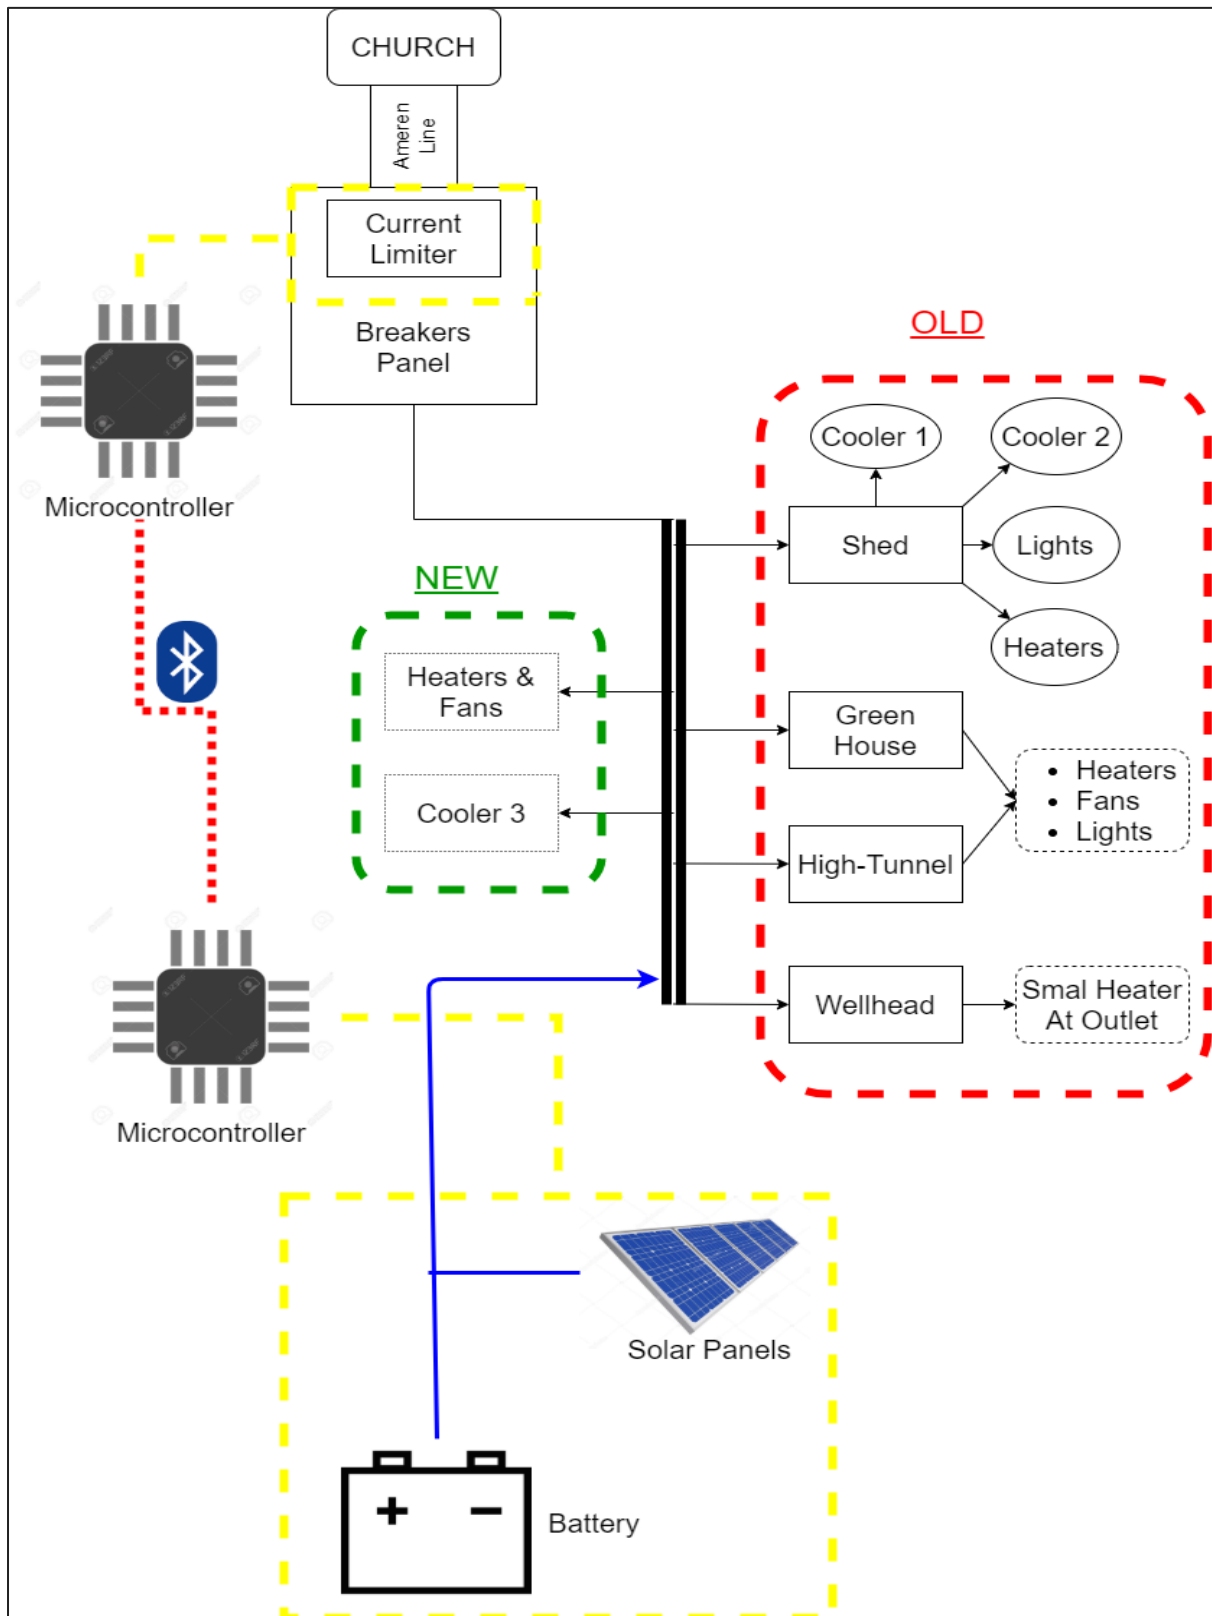 CHURCH
Ameren
Line
Current
Limiter
Breakers
Panel
Microcontroller
OLD
Cooler 1
Cooler 2
Shed
Lights
Heaters
NEW
Heaters &
Fans
Cooler 3
Green
House
• Heaters
• Fans
• Lights
High-Tunnel
Wellhead
Smal Heater
At Outlet
Microcontroller
Solar Panels
+ −
Battery